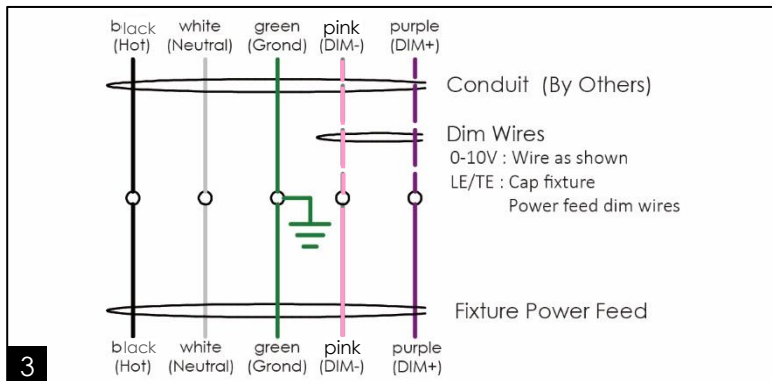 black white green pink purple
(Hot) (Neutral) (Grond) (DIM-) (DIM+)
Conduit (By Others)
Dim Wires
0-10V : Wire as shown
LE/TE : Cap fixture
Power feed dim wires
Fixture Power Feed
black white green pink purple
(Hot) (Neutral) (Grond) (DIM-) (DIM+)
3